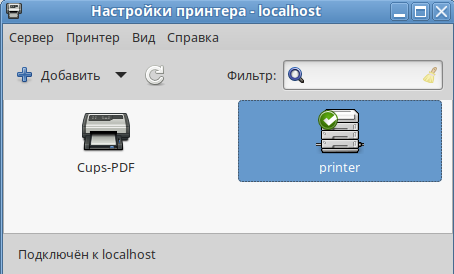 Настройки принтера - localhost
Сервер Принтер Вид Справка
Добавить Фильтр:
Cups-PDF printer
Подключён к localhost